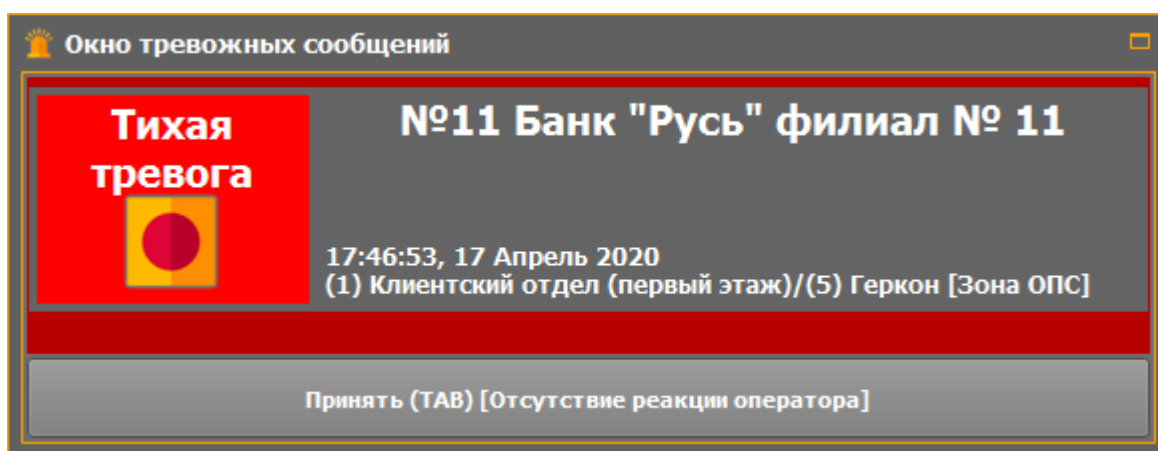 Окно тревожных сообщений
Тихая
тревога
№11 Банк "Русь" филиал № 11
17:46:53, 17 Апрель 2020
(1) Клиентский отдел (первый этаж)/(5) Геркон [Зона ОПС]
Принять (TAB) [Отсутствие реакции оператора]